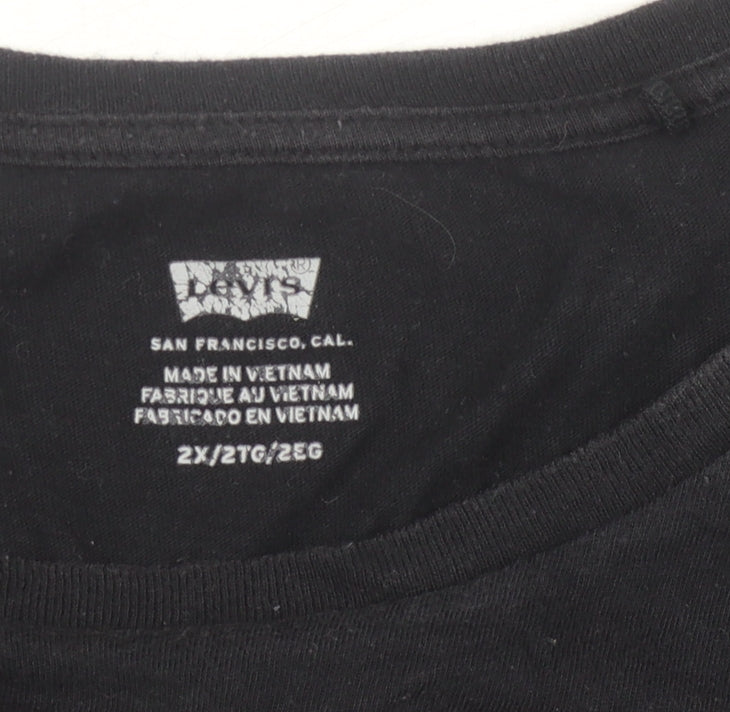 Levi's ®
SAN FRANCISCO, CAL.
MADE IN VIETNAM
FABRIQUE AU VIETNAM
FABRICADO EN VIETNAM
2X/2TG/2EG